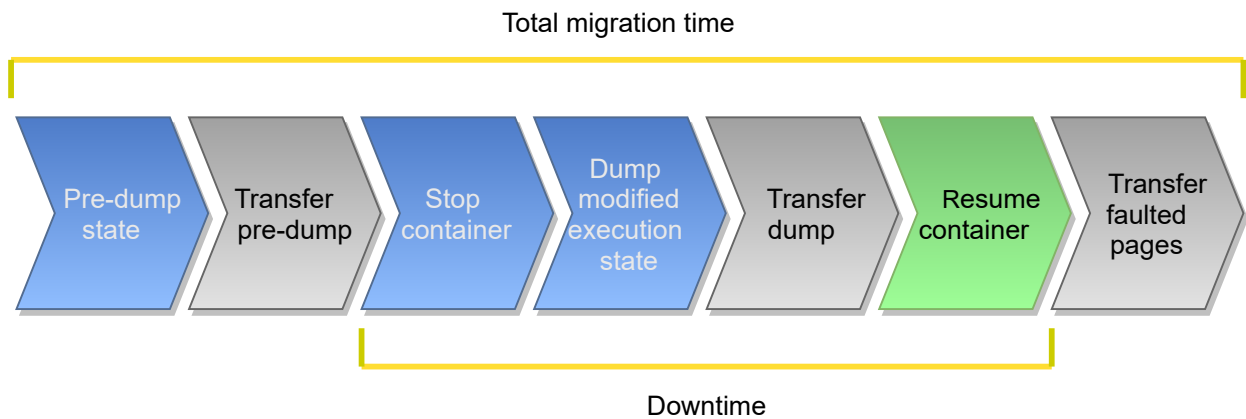 Total migration time
Pre-dump
state
Transfer
pre-dump
Stop
container
Dump
modified
execution
state
Transfer
dump
Resume
container
Transfer
faulted
pages
Downtime